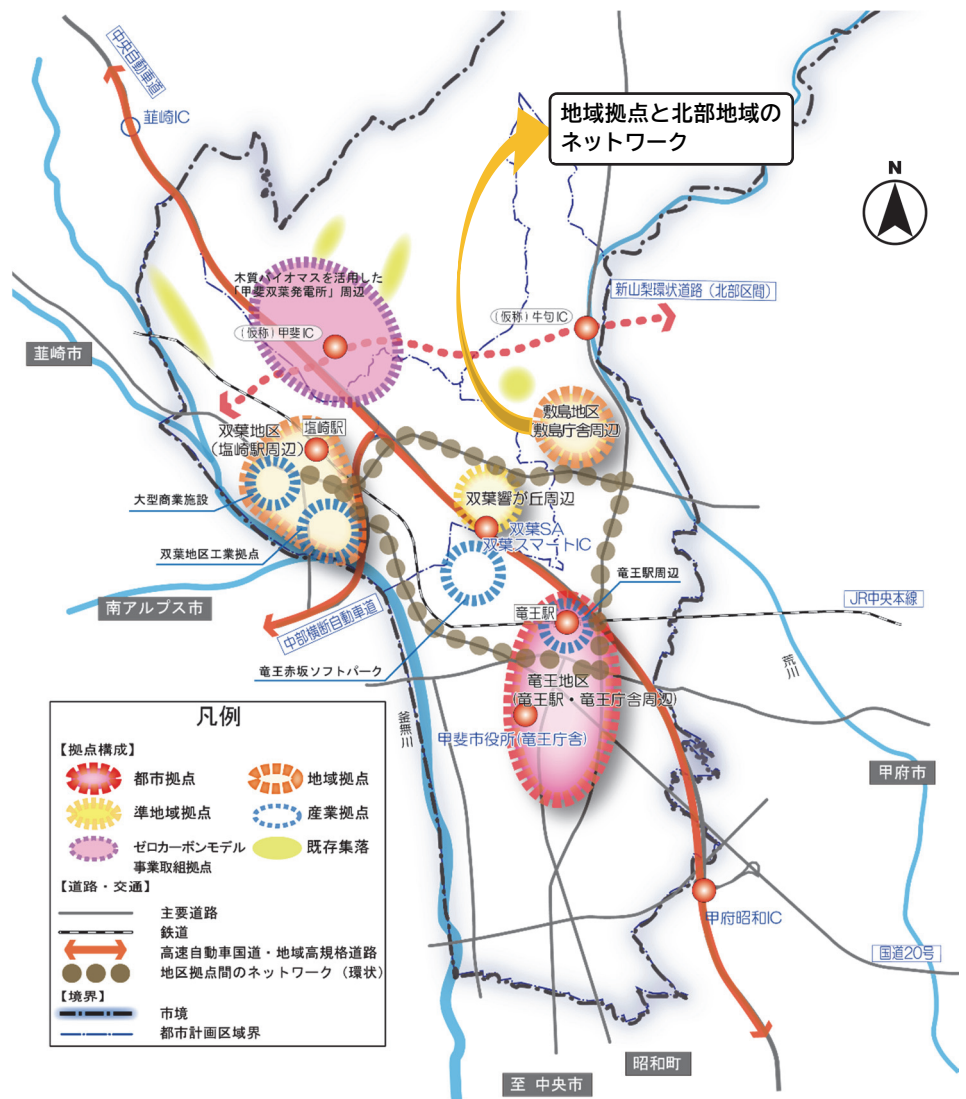 中央自動車道
韮崎IC
地域拠点と北部地域の
ネットワーク
N
木質バイオマスを活用した
「甲斐双葉発電所」周辺
(仮称)甲斐IC
(仮称)牛句IC
新山梨環状道路(北部区間)
韮崎市
双葉地区
(塩崎駅周辺)
塩崎駅
敷島地区
敷島庁舎周辺
大型商業施設
双葉響が丘周辺
双葉SA
双葉スマートIC
双葉地区工業拠点
南アルプス市
中部横断自動車道
竜王駅周辺
竜王駅
JR中央本線
竜王赤坂ソフトパーク
竜王地区
(竜王駅・竜王庁舎周辺)
甲斐市役所(竜王庁舎)
釜無川
荒川
甲府市
甲府昭和IC
国道20号
昭和町
至 中央市
凡例
【拠点構成】
都市拠点
地域拠点
準地域拠点
産業拠点
ゼロカーボンモデル
事業取組拠点
既存集落
【道路・交通】
主要道路
鉄道
高速自動車国道・地域高規格道路
地区拠点間のネットワーク(環状)
【境界】
市境
都市計画区域界